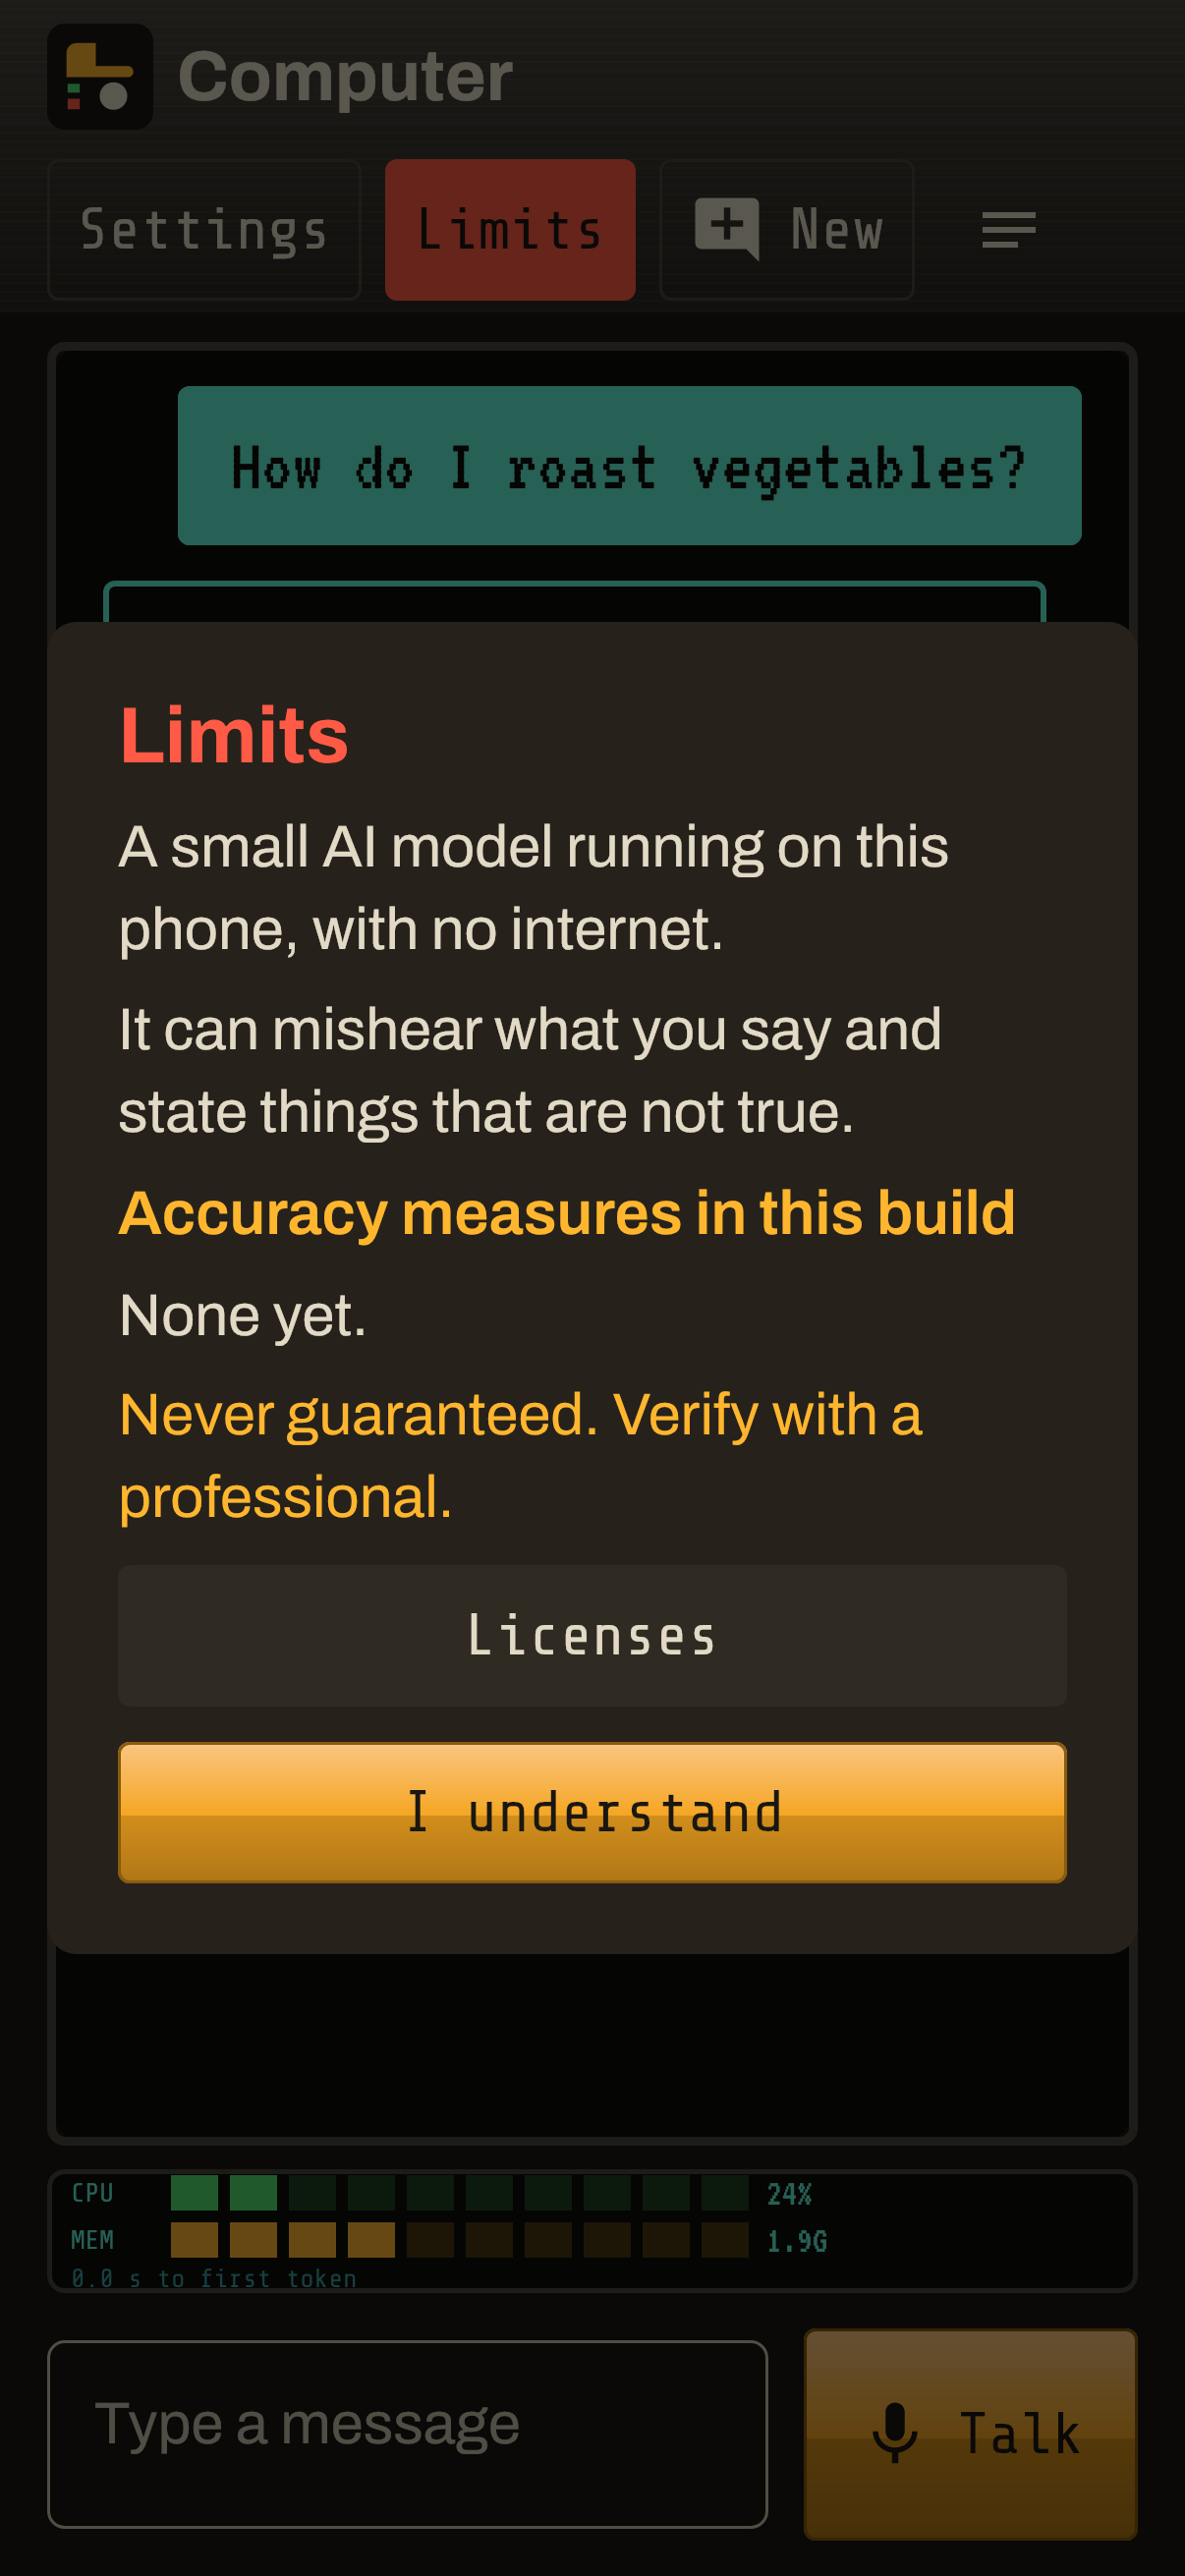 Computer
Settings
Limits
New
How do I roast vegetables?
Limits
A small AI model running on this
phone, with no internet.
It can mishear what you say and
state things that are not true.
Accuracy measures in this build
None yet.
Never guaranteed. Verify with a
professional.
Licenses
I understand
CPU 24%
MEM 1.9G
0.0 s to first token
Type a message
Talk